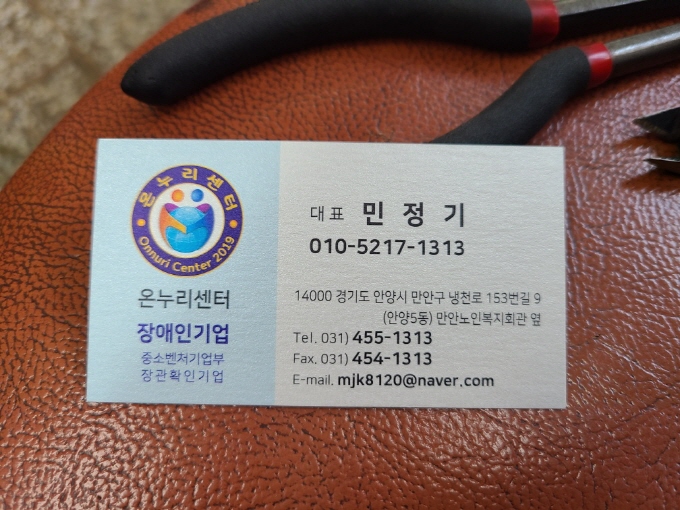 온누리센터
Onnuri Center 2019
온누리센터
장애인기업
중소벤처기업부
장관확인기업
대표 민정기
010-5217-1313
14000 경기도 안양시 만안구 냉천로 153번길 9
(안양5동) 만안노인복지회관 옆
Tel. 031) 455-1313
Fax. 031) 454-1313
E-mail. mjk8120@naver.com